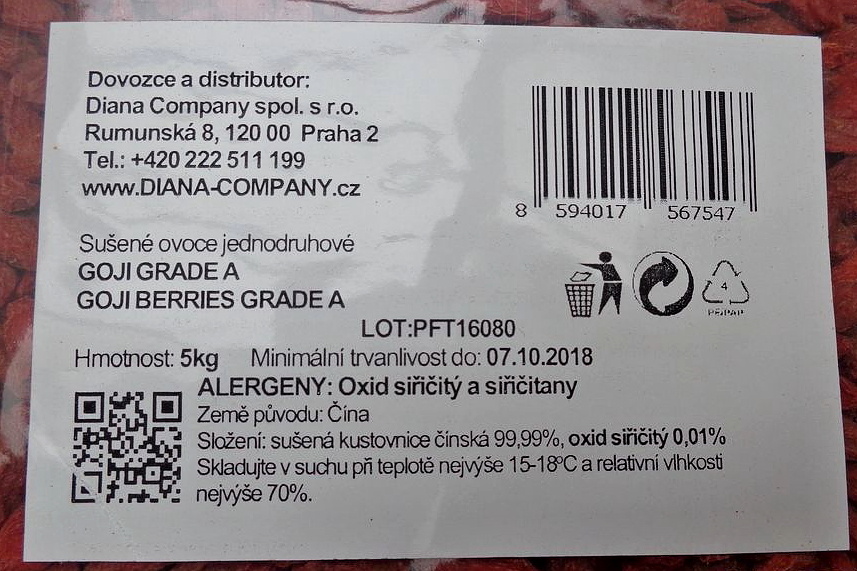 Dovozce a distributor:
Diana Company spol. s r.o.
Rumunská 8, 120 00 Praha 2
Tel.: +420 222 511 199
www.DIANA-COMPANY.cz
8 594017 567547
Sušené ovoce jednodruhové
GOJI GRADE A
GOJI BERRIES GRADE A
4
PE/PAP
LOT:PFT16080
Hmotnost: 5kg Minimální trvanlivost do: 07.10.2018
ALERGENY: Oxid siřičitý a siřičitany
Země původu: Čína
Složení: sušená kustovnice čínská 99,99%, oxid siřičitý 0,01%
Skladujte v suchu při teplotě nejvýše 15-18ºC a relativní vlhkosti
nejvýše 70%.